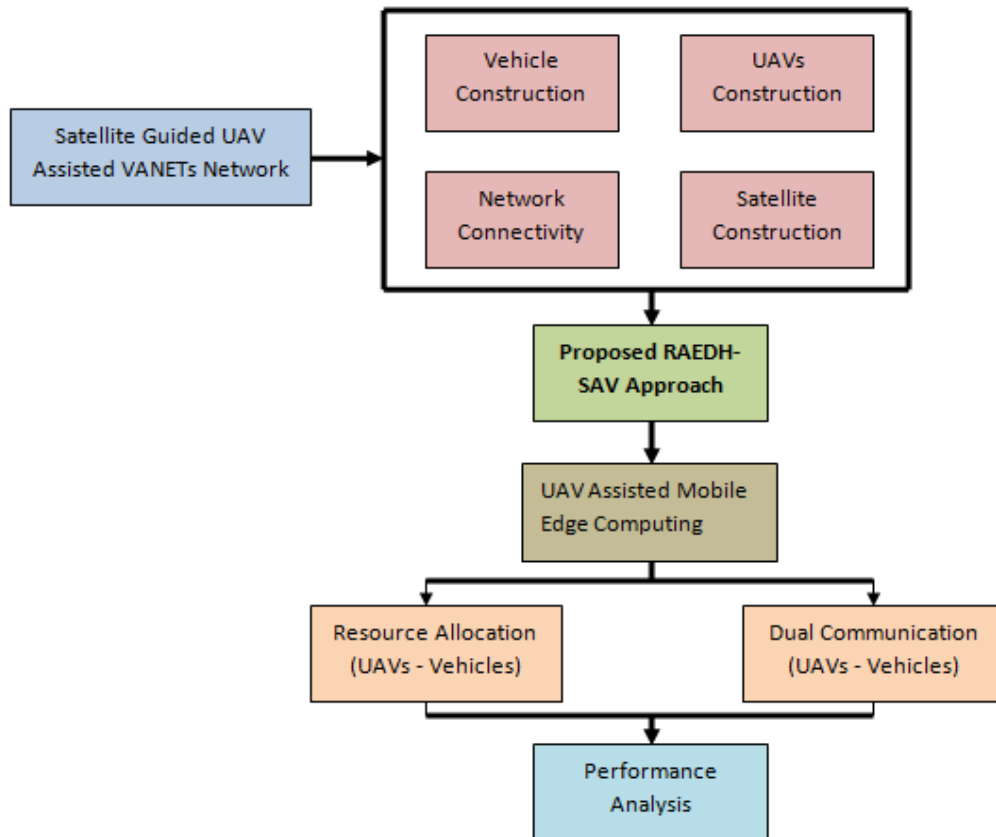 Vehicle
Construction
UAVs
Construction
Satellite Guided UAV
Assisted VANETs Network
Network
Connectivity
Satellite
Construction
Proposed RAEDH-
SAV Approach
UAV Assisted Mobile
Edge Computing
Resource Allocation
(UAVs - Vehicles)
Dual Communication
(UAVs - Vehicles)
Performance
Analysis